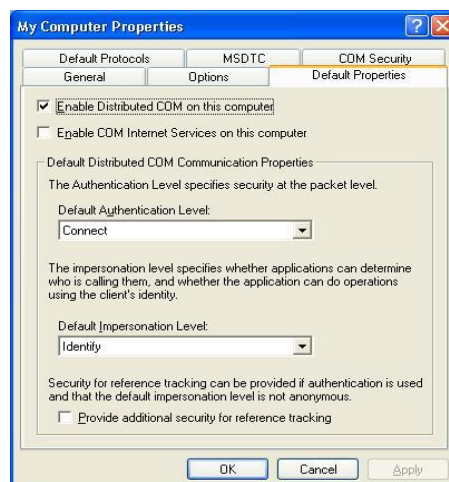 My Computer Properties
Default Protocols MSDTC COM Security
General Options Default Properties
Enable Distributed COM on this computer
Enable COM Internet Services on this computer
Default Distributed COM Communication Properties
The Authentication Level specifies security at the packet level.
Default Authentication Level:
Connect
The impersonation level specifies whether applications can determine
who is calling them, and whether the application can do operations
using the client's identity.
Default Impersonation Level:
Identify
Security for reference tracking can be provided if authentication is used
and that the default impersonation level is not anonymous.
Provide additional security for reference tracking
OK Cancel Apply